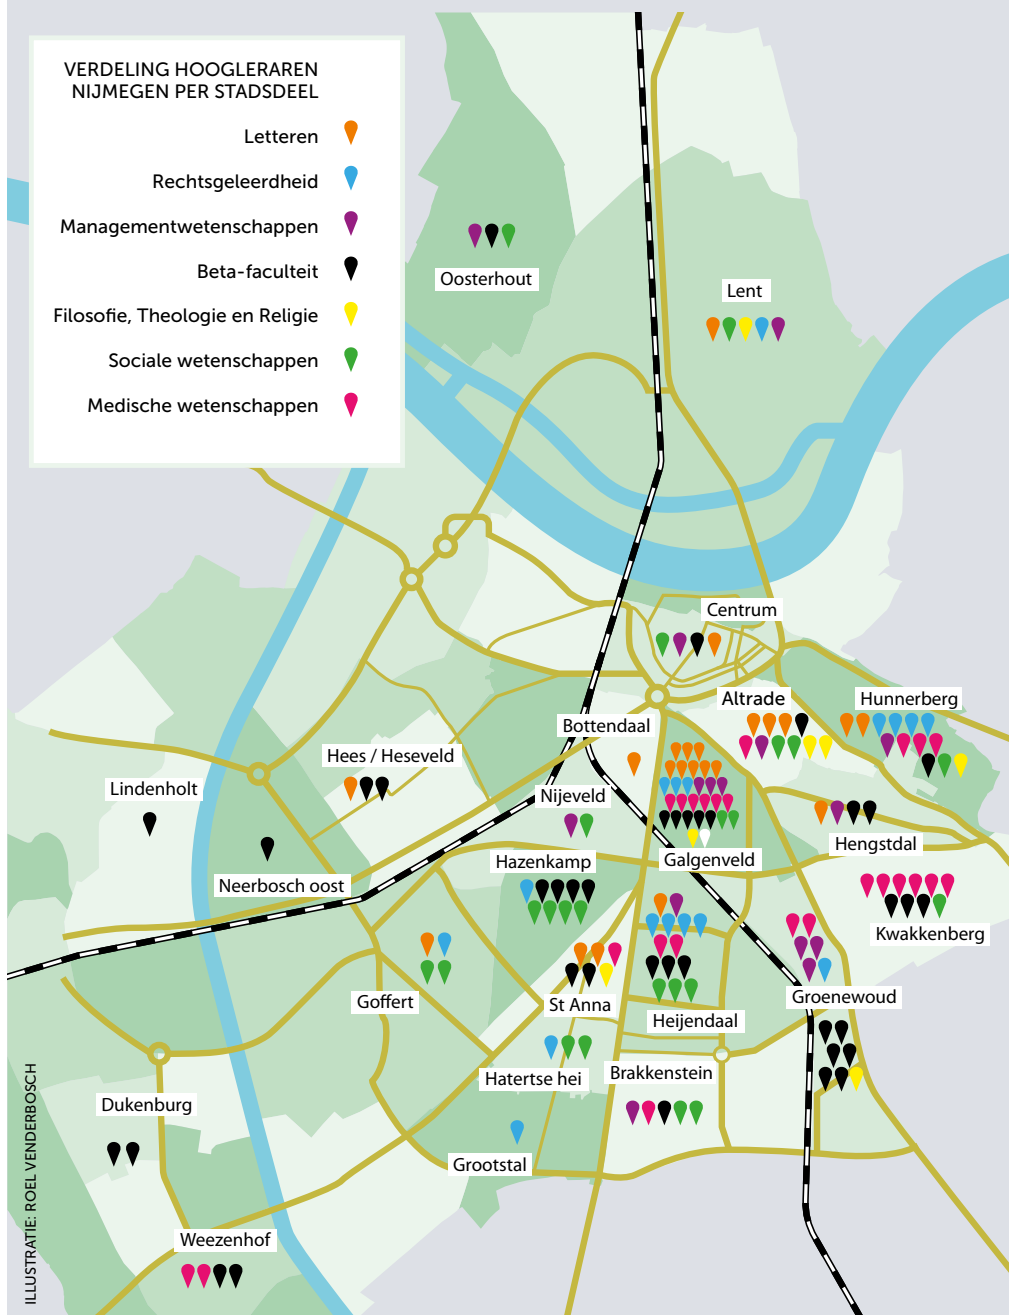 VERDELING HOOGLERAREN
NIJMEGEN PER STADSDEEL
Letteren
Rechtsgeleerdheid
Managementwetenschappen
Beta-faculteit
Filosofie, Theologie en Religie
Sociale wetenschappen
Medische wetenschappen
Oosterhout
Lent
Centrum
Altrade
Hunnerberg
Bottendaal
Hees / Heseveld
Lindenholt
Nijeveld
Hengstdal
Galgenveld
Hazenkamp
Neerbosch oost
Kwakkenberg
Groenewoud
Goffert
St Anna
Heijendaal
Hatertse hei
Brakkenstein
Dukenburg
Grootstal
Weezenhof
ILLUSTRATIE: ROEL VENDERBOSCH